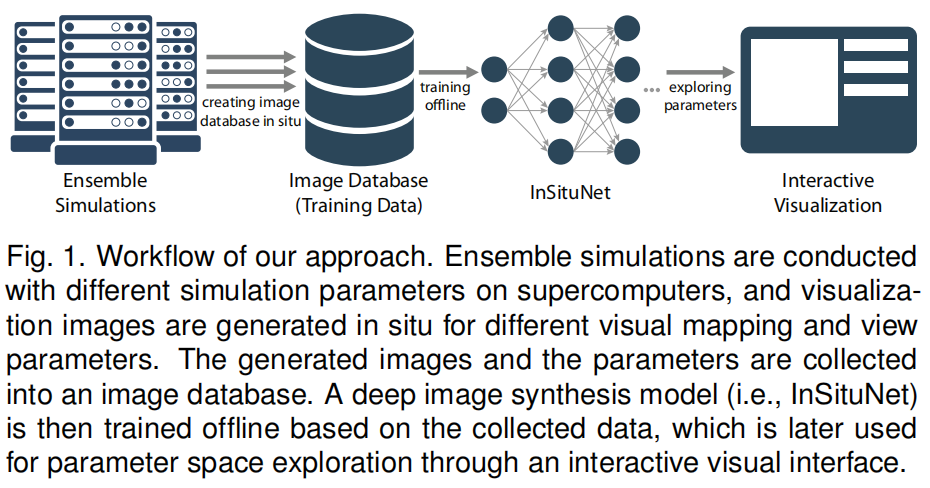 creating image
database in situ
training
offline
exploring
parameters
Ensemble
Simulations
Image Database
(Training Data)
InSituNet
Interactive
Visualization
Fig. 1. Workflow of our approach. Ensemble simulations are conducted
with different simulation parameters on supercomputers, and visualiza-
tion images are generated in situ for different visual mapping and view
parameters. The generated images and the parameters are collected
into an image database. A deep image synthesis model (i.e., InSituNet)
is then trained offline based on the collected data, which is later used
for parameter space exploration through an interactive visual interface.